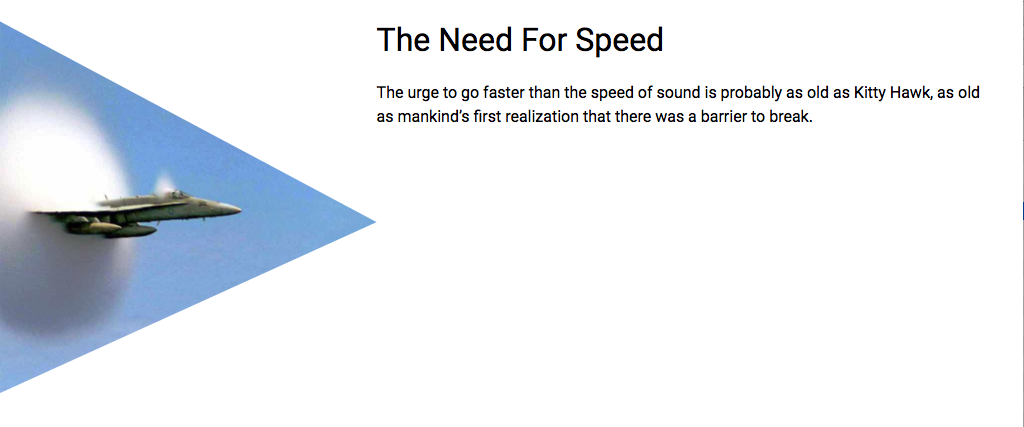 The Need For Speed
The urge to go faster than the speed of sound is probably as old as Kitty Hawk, as old
as mankind’s first realization that there was a barrier to break.